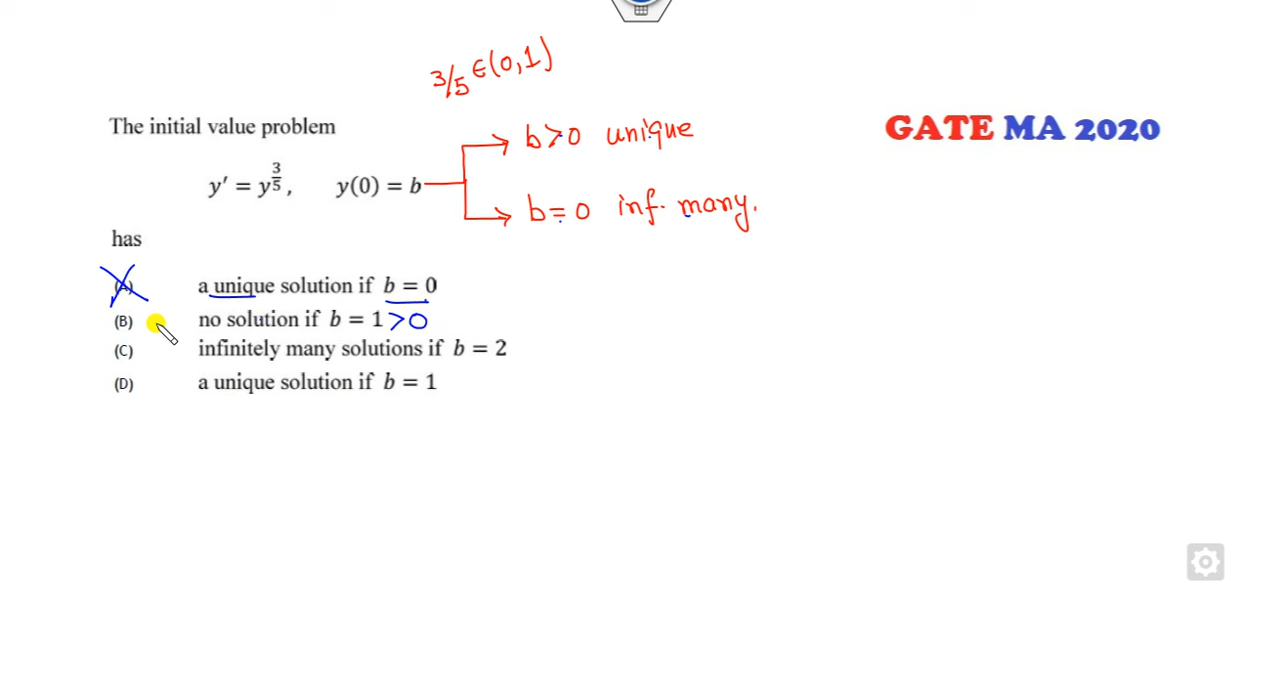 3/5 ∈(0,1)
The initial value problem
GATE MA 2020
b>0 unique
y′ = y^(3/5), y(0) = b
b=0 inf. many.
has
(A) a unique solution if b = 0
(B) no solution if b = 1 >0
(C) infinitely many solutions if b = 2
(D) a unique solution if b = 1